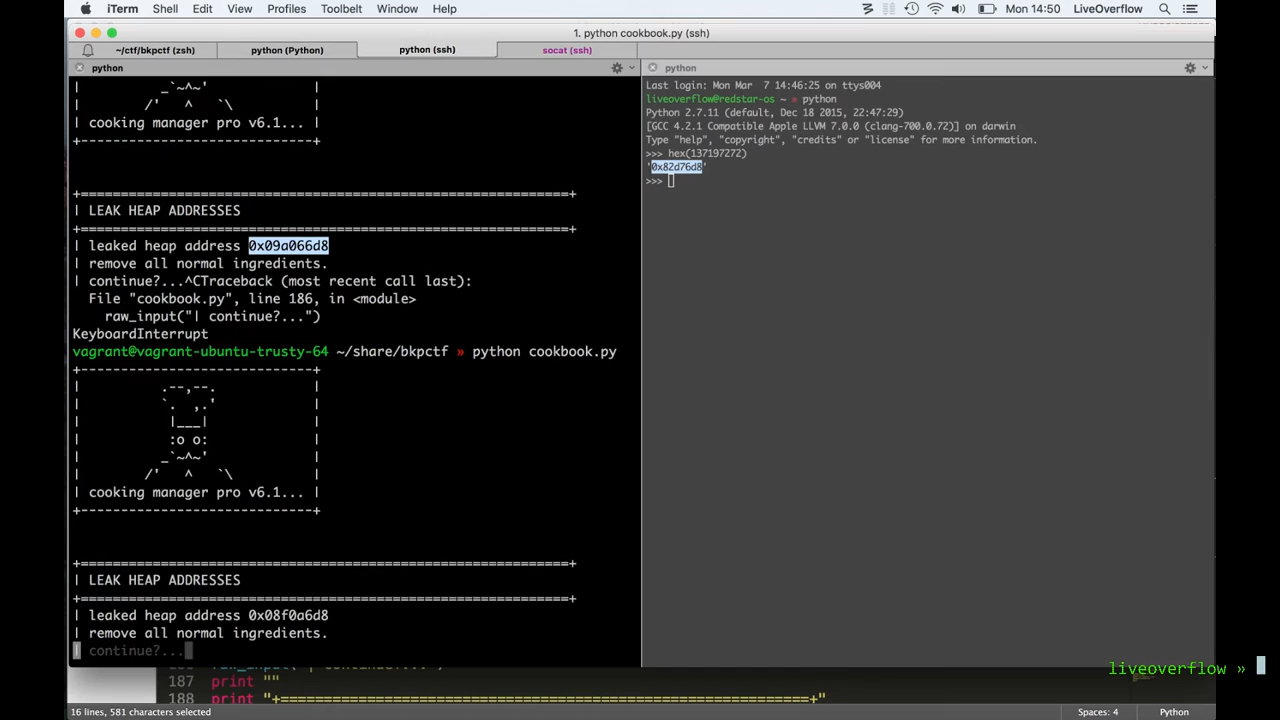 iTerm Shell Edit View Profiles Toolbelt Window Help Mon 14:50 LiveOverflow
1. python cookbook.py (ssh)
~/ctf/bkpctf (zsh) python (Python) python (ssh) socat (ssh)
python
| _`~^~' |
| /' ^ `\ |
| cooking manager pro v6.1... |
+-----------------------------+
+=============================================================+
| LEAK HEAP ADDRESSES
+=============================================================+
| leaked heap address 0x09a066d8
| remove all normal ingredients.
| continue?...^CTraceback (most recent call last):
File "cookbook.py", line 186, in <module>
raw_input("| continue?...")
KeyboardInterrupt
vagrant@vagrant-ubuntu-trusty-64 ~/share/bkpctf » python cookbook.py
+-----------------------------+
| .--,--. |
| `. ,.' |
| |___| |
| :o o: |
| _`~^~' |
| /' ^ `\ |
| cooking manager pro v6.1... |
+-----------------------------+
+=============================================================+
| LEAK HEAP ADDRESSES
+=============================================================+
| leaked heap address 0x08f0a6d8
| remove all normal ingredients.
| continue?...
python
Last login: Mon Mar 7 14:46:25 on ttys004
liveoverflow@redstar-os ~ » python
Python 2.7.11 (default, Dec 18 2015, 22:47:29)
[GCC 4.2.1 Compatible Apple LLVM 7.0.0 (clang-700.0.72)] on darwin
Type "help", "copyright", "credits" or "license" for more information.
>>> hex(137197272)
'0x82d76d8'
>>>
liveoverflow »
187 print ""
188 print "+=============================================================+"
16 lines, 581 characters selected Spaces: 4 Python